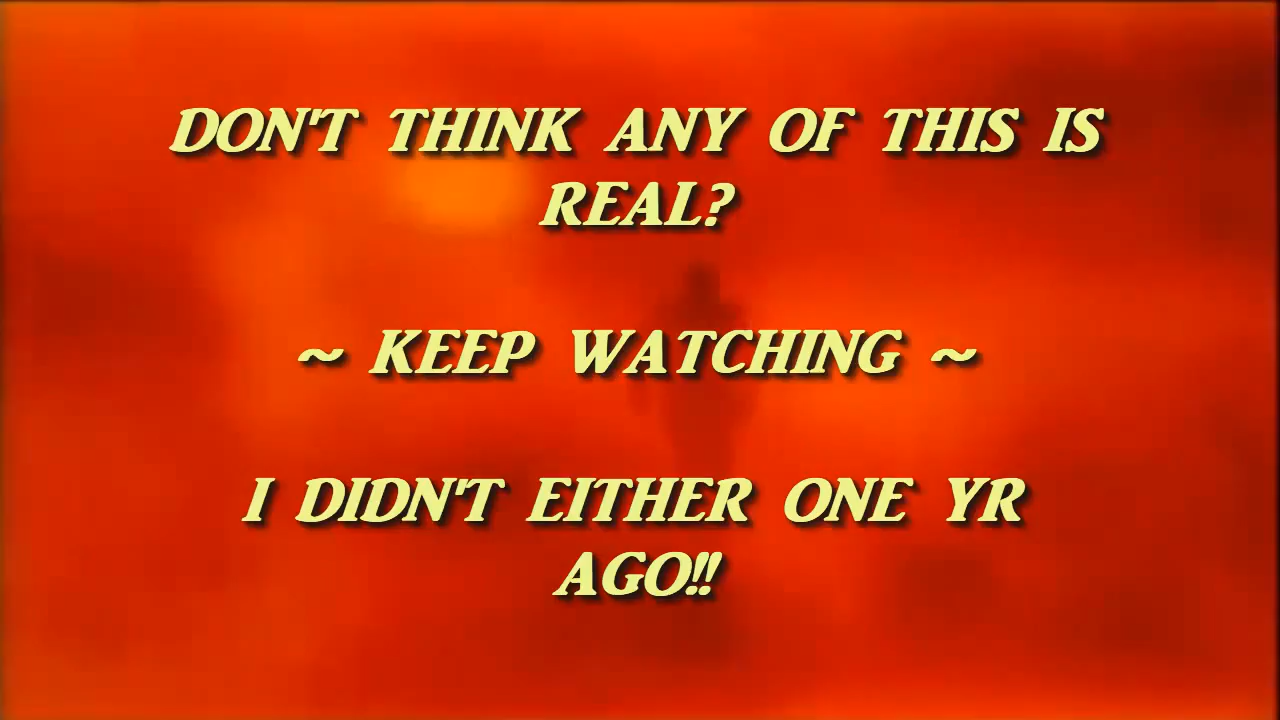 DON'T THINK ANY OF THIS IS
REAL?
~ KEEP WATCHING ~
I DIDN'T EITHER ONE YR
AGO!!